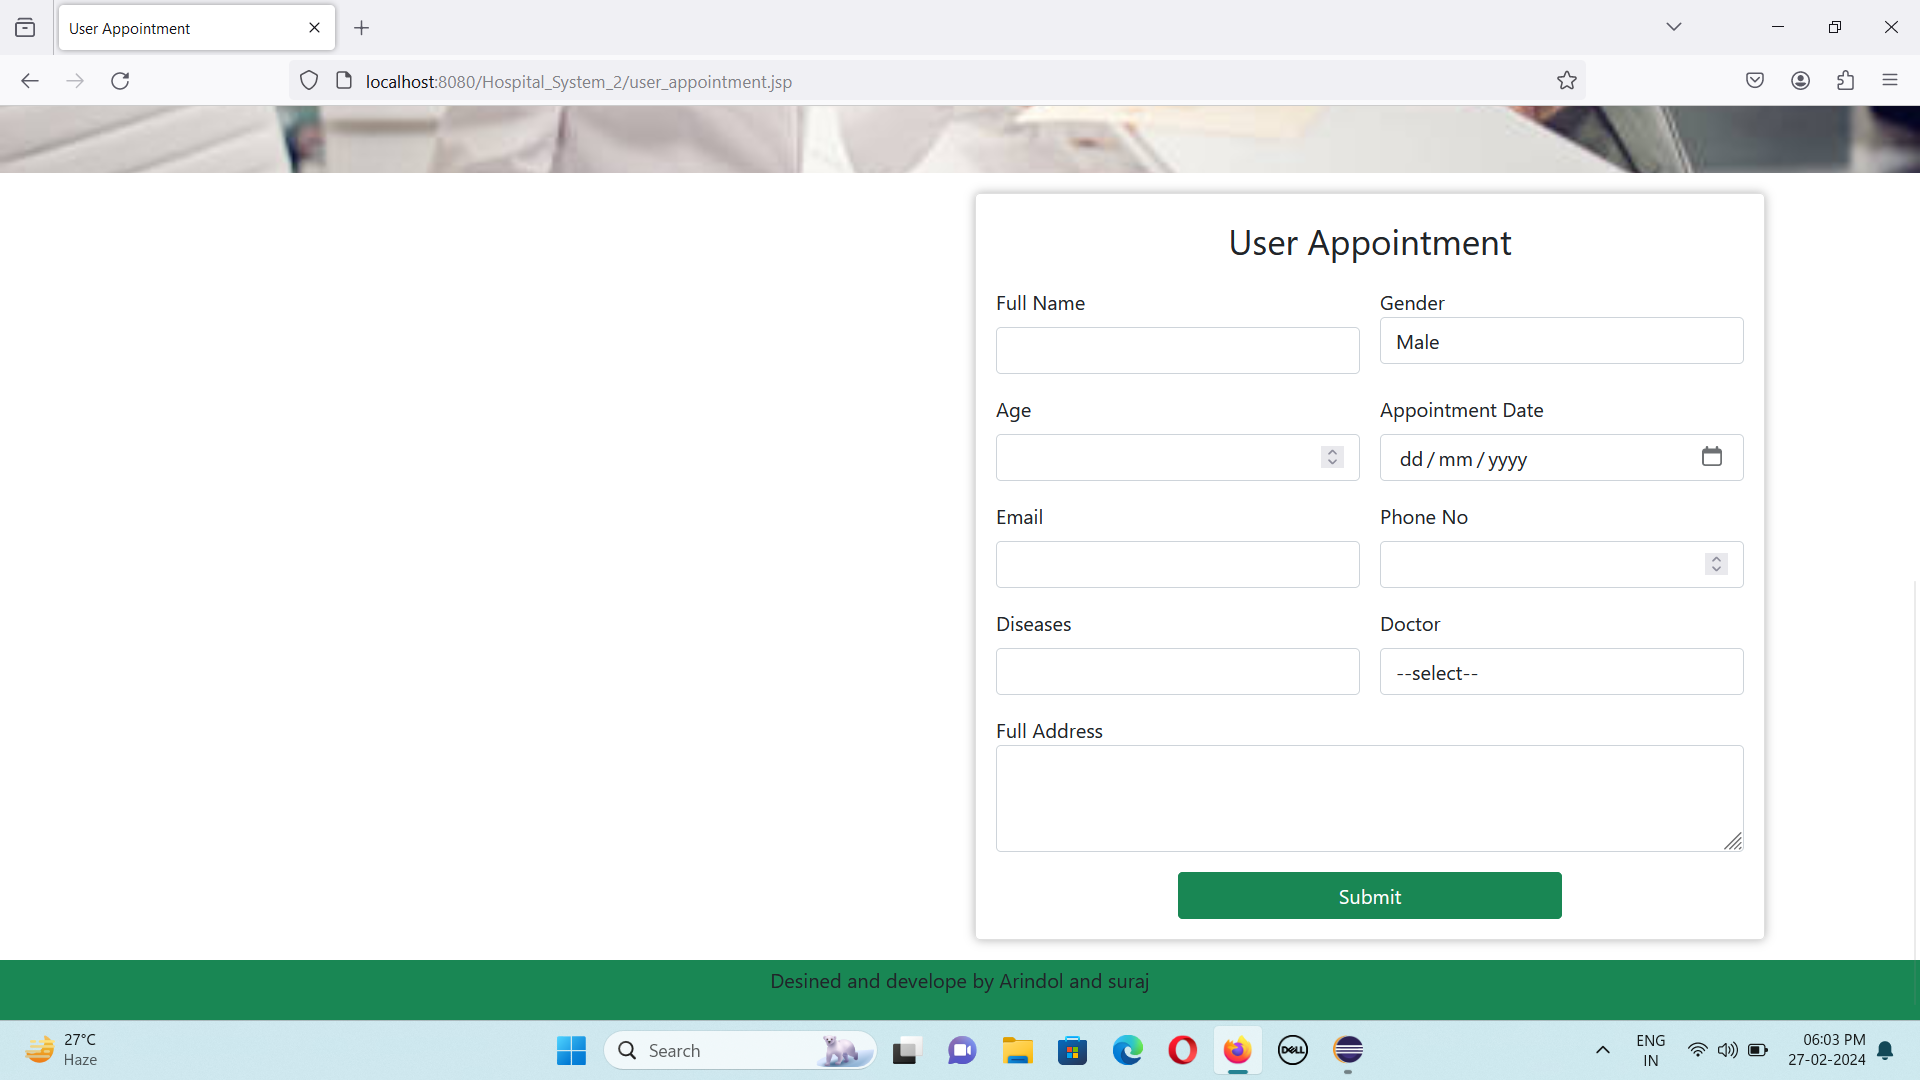 User Appointment
localhost:8080/Hospital_System_2/user_appointment.jsp
User Appointment
Full Name
Gender
Male
Age
Appointment Date
dd/mm/yyyy
Email
Phone No
Diseases
Doctor
--select--
Full Address
Submit
Desined and develope by Arindol and suraj
27°C
Haze
Search
DELL
ENG
IN
06:03 PM
27-02-2024